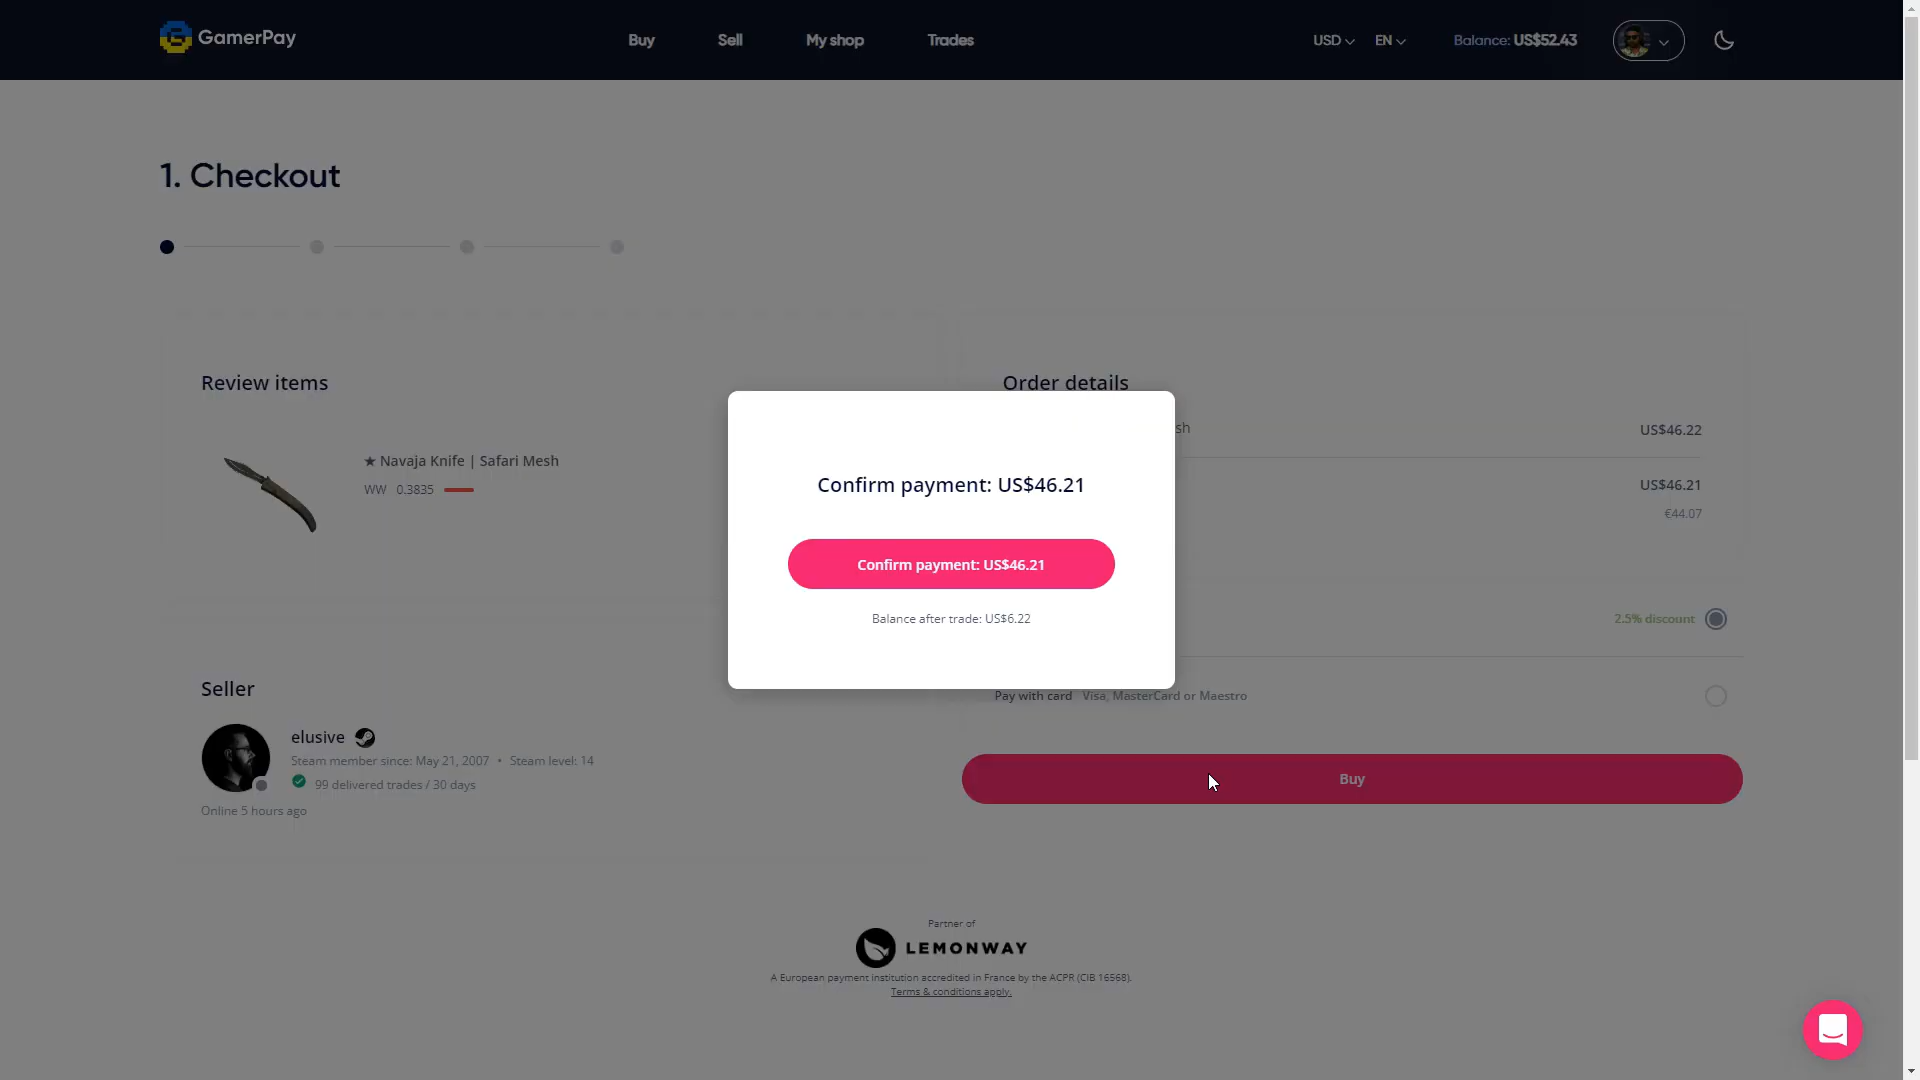 GamerPay
Buy
Sell
My shop
Trades
USD
EN
Balance: US$52.43
1. Checkout
Review items
★ Navaja Knife | Safari Mesh
WW 0.3835
Order details
sh
US$46.22
US$46.21
€44.07
Confirm payment: US$46.21
Confirm payment: US$46.21
Balance after trade: US$6.22
2.5% discount
Pay with card Visa, MasterCard or Maestro
Buy
Seller
elusive
Steam member since: May 21, 2007 • Steam level: 14
99 delivered trades / 30 days
Online 5 hours ago
Partner of
LEMONWAY
A European payment institution accredited in France by the ACPR (CIB 16568).
Terms & conditions apply.